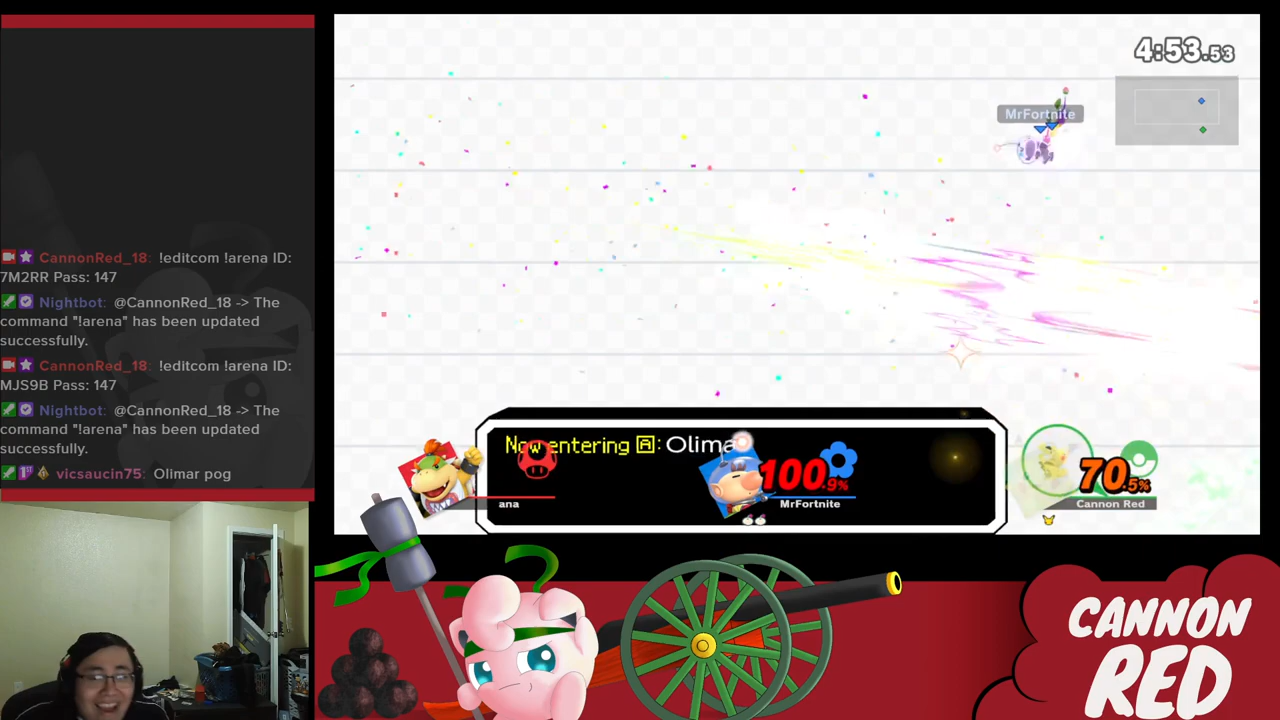 CannonRed_18: !editcom !arena ID:
7M2RR Pass: 147
Nightbot: @CannonRed_18 -> The
command "!arena" has been updated
successfully.
CannonRed_18: !editcom !arena ID:
MJS9B Pass: 147
Nightbot: @CannonRed_18 -> The
command "!arena" has been updated
successfully.
1ST vicsaucin75: Olimar pog
4:53.53
MrFortnite
Now entering A: Olima
ana
100.9%
MrFortnite
70.5%
Cannon Red
CANNON
RED